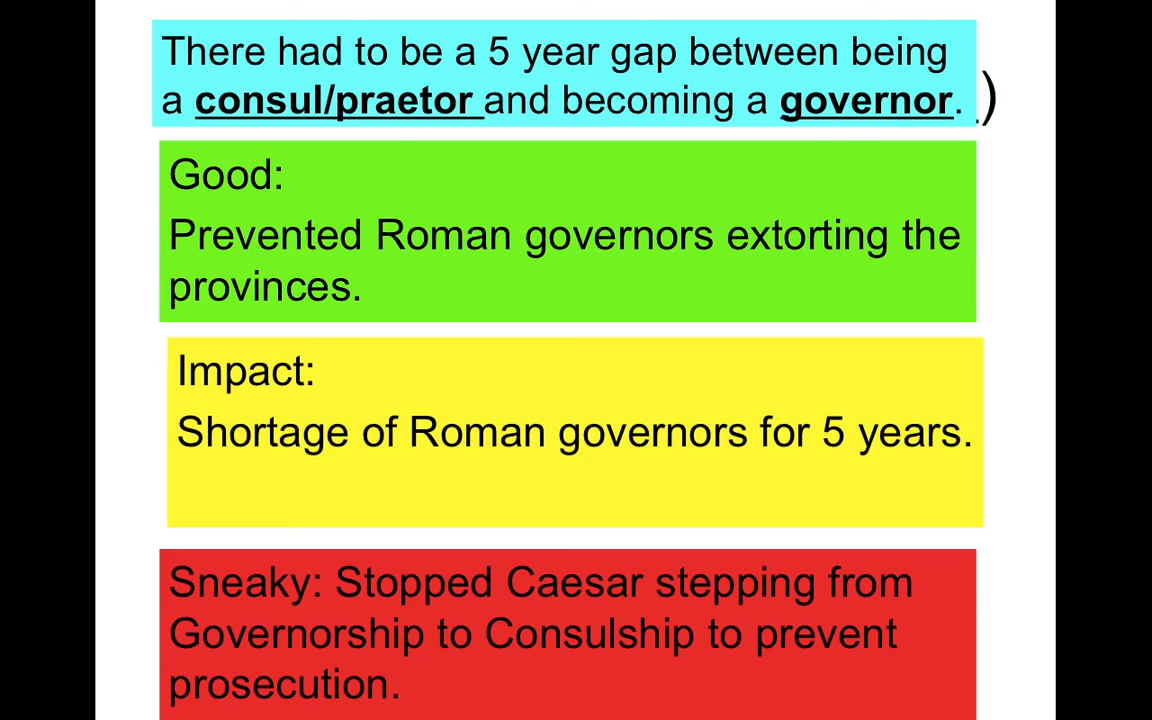 There had to be a 5 year gap between being
a consul/praetor and becoming a governor. )
Good:
Prevented Roman governors extorting the
provinces.
Impact:
Shortage of Roman governors for 5 years.
Sneaky: Stopped Caesar stepping from
Governorship to Consulship to prevent
prosecution.